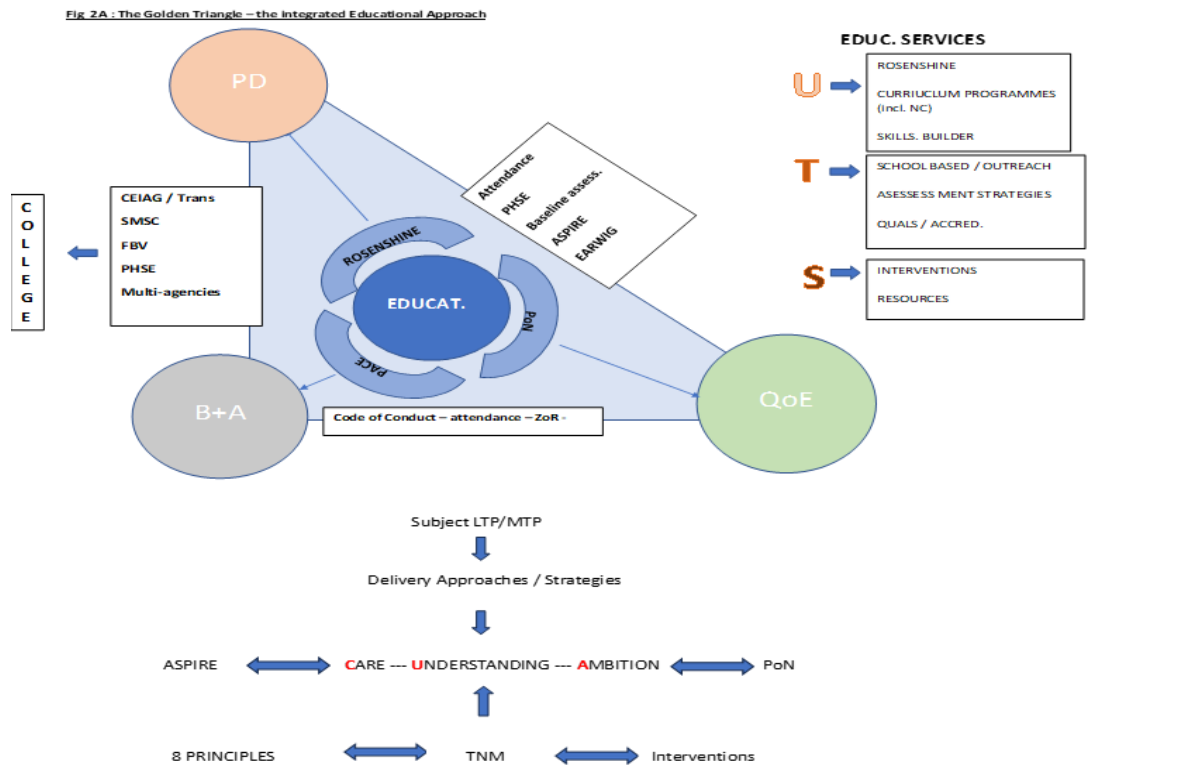 Fig 2A : The Golden Triangle – the Integrated Educational Approach
PD
EDUC. SERVICES
U
ROSENSHINE
CURRIUCLUM PROGRAMMES
(incl. NC)
SKILLS. BUILDER
T
SCHOOL BASED / OUTREACH
ASESSESS MENT STRATEGIES
QUALS / ACCRED.
S
INTERVENTIONS
RESOURCES
Attendance
PHSE
Baseline assess.
ASPIRE
EARWIG
COLLEGE
CEIAG / Trans
SMSC
FBV
PHSE
Multi-agencies
ROSENSHINE
EDUCAT.
PoN
PACE
B+A
QoE
Code of Conduct – attendance – ZoR -
Subject LTP/MTP
Delivery Approaches / Strategies
ASPIRE
CARE --- UNDERSTANDING --- AMBITION
PoN
8 PRINCIPLES
TNM
Interventions